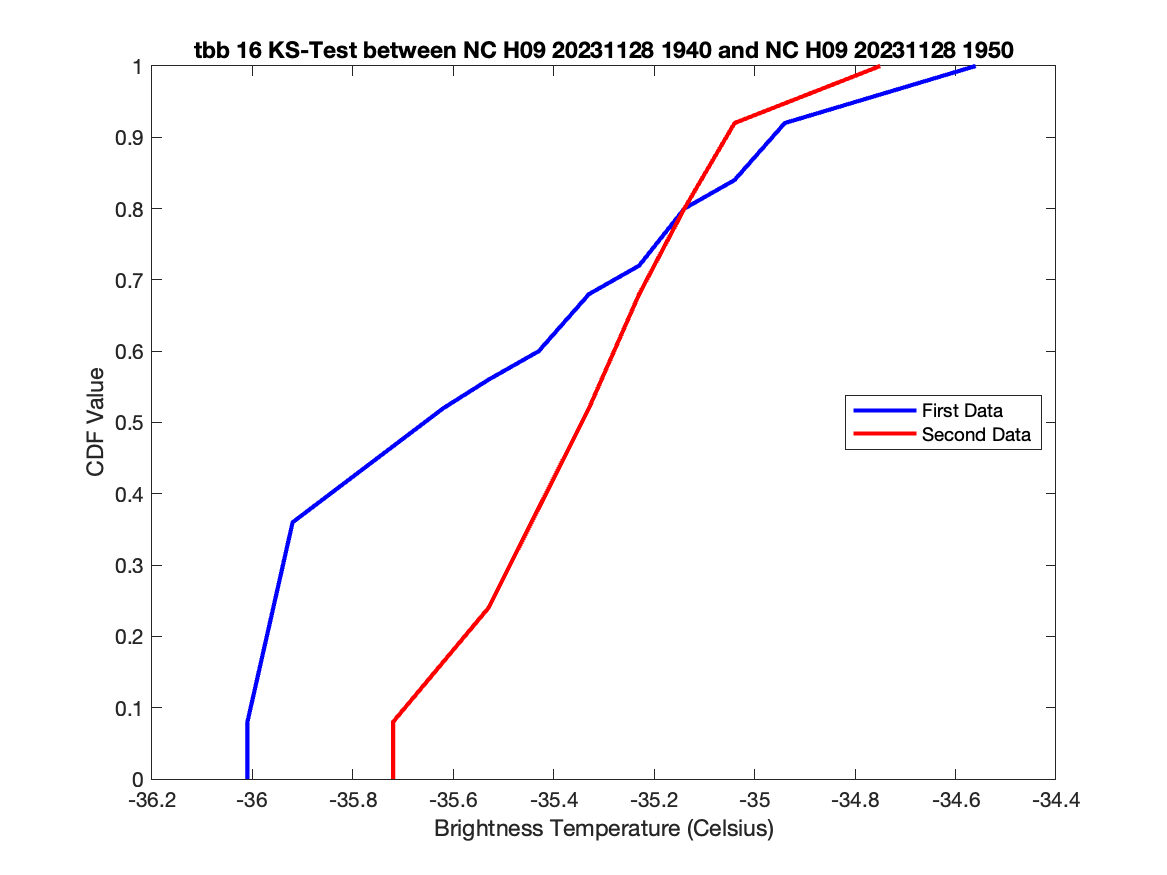 tbb 16 KS-Test between NC H09 20231128 1940 and NC H09 20231128 1950
1
0.9
0.8
0.7
0.6
0.5
0.4
0.3
0.2
0.1
0
CDF Value
First Data
Second Data
-36.2 -36 -35.8 -35.6 -35.4 -35.2 -35 -34.8 -34.6 -34.4
Brightness Temperature (Celsius)